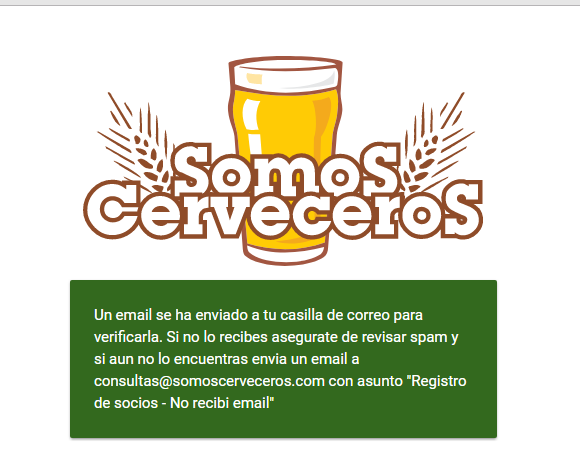 SomoS
CerveceroS
Un email se ha enviado a tu casilla de correo para
verificarla. Si no lo recibes asegurate de revisar spam y
si aun no lo encuentras envia un email a
consultas@somoscerveceros.com con asunto "Registro
de socios - No recibi email"